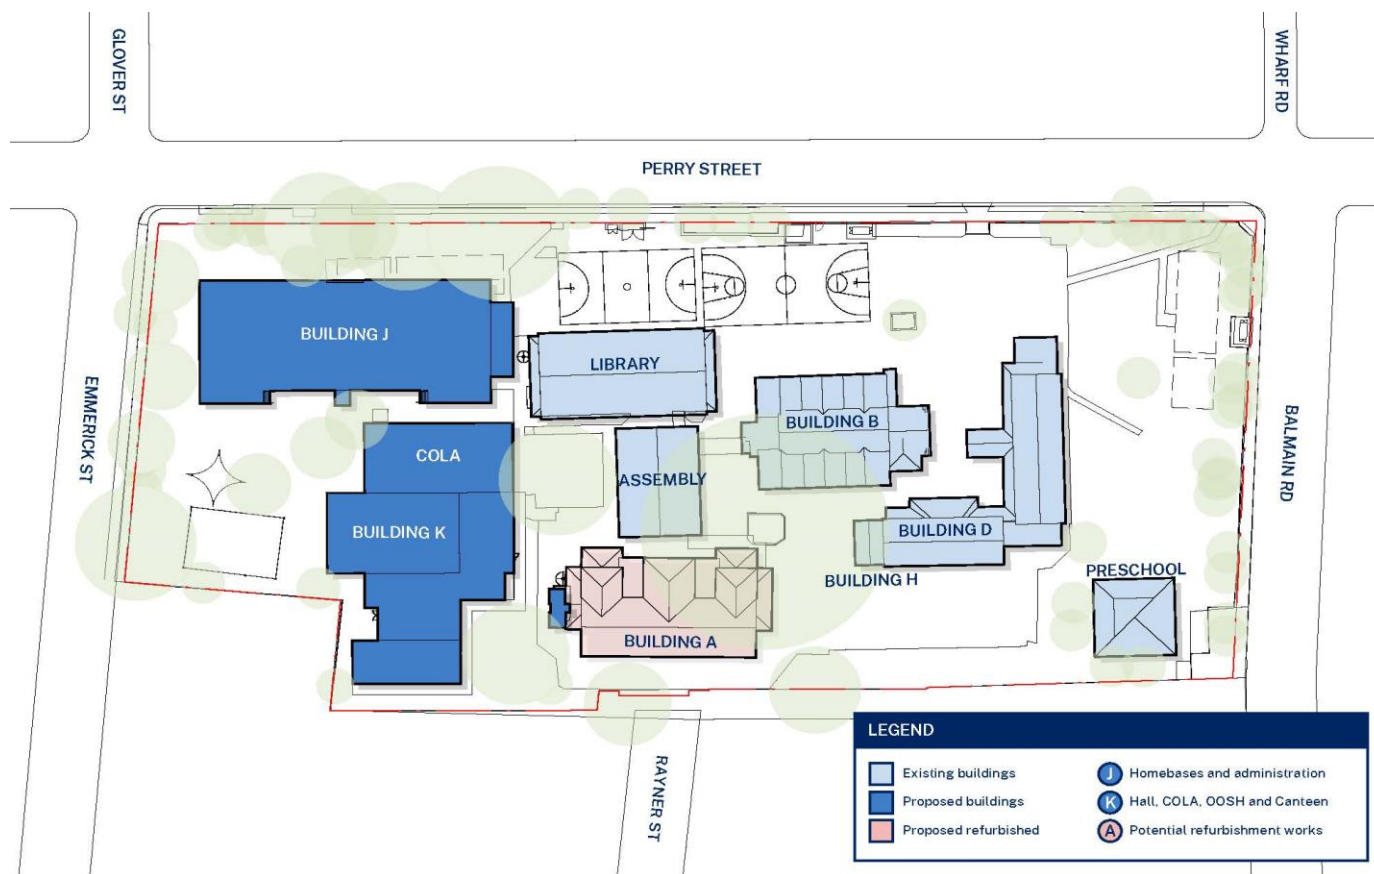 GLOVER ST
WHARF RD
PERRY STREET
BUILDING J
LIBRARY
EMMERICK ST
BALMAIN RD
BUILDING B
COLA
ASSEMBLY
BUILDING K
BUILDING D
PRESCHOOL
BUILDING H
BUILDING A
RAYNER ST
LEGEND
Existing buildings
Proposed buildings
Proposed refurbished
J Homebases and administration
K Hall, COLA, OOSH and Canteen
A Potential refurbishment works